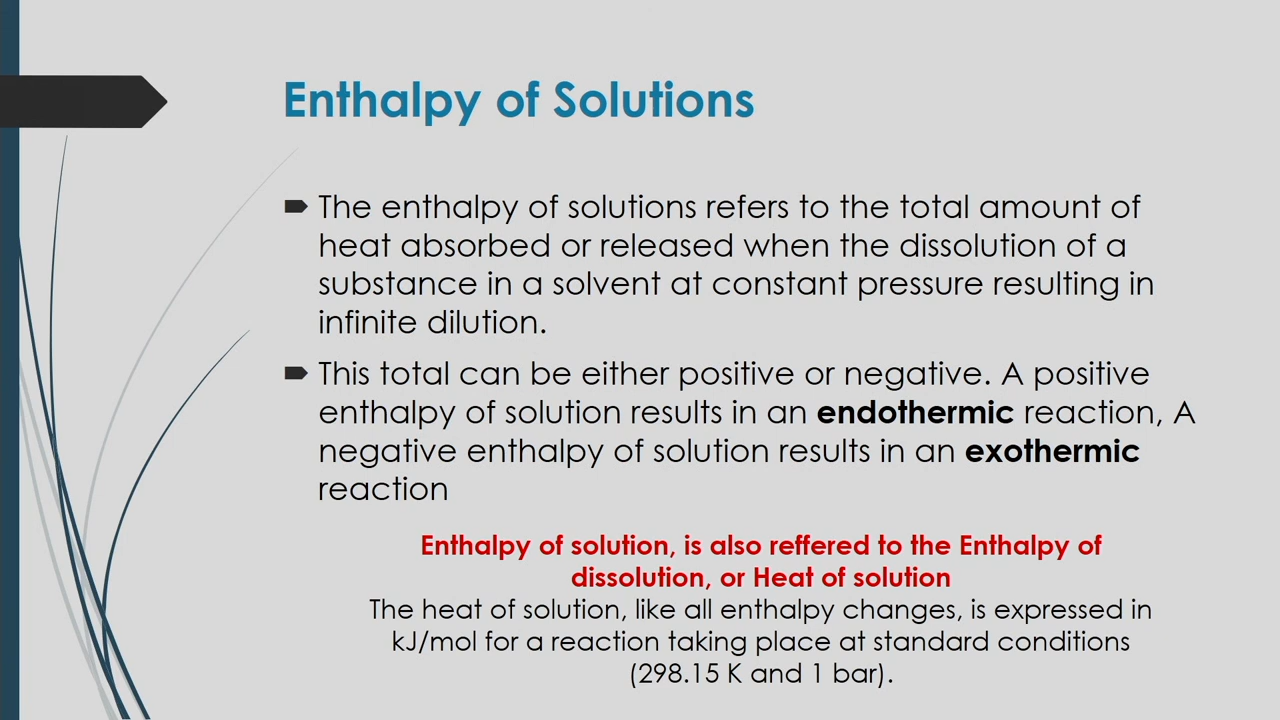 Enthalpy of Solutions
The enthalpy of solutions refers to the total amount of
heat absorbed or released when the dissolution of a
substance in a solvent at constant pressure resulting in
infinite dilution.
This total can be either positive or negative. A positive
enthalpy of solution results in an endothermic reaction, A
negative enthalpy of solution results in an exothermic
reaction
Enthalpy of solution, is also reffered to the Enthalpy of
dissolution, or Heat of solution
The heat of solution, like all enthalpy changes, is expressed in
kJ/mol for a reaction taking place at standard conditions
(298.15 K and 1 bar).